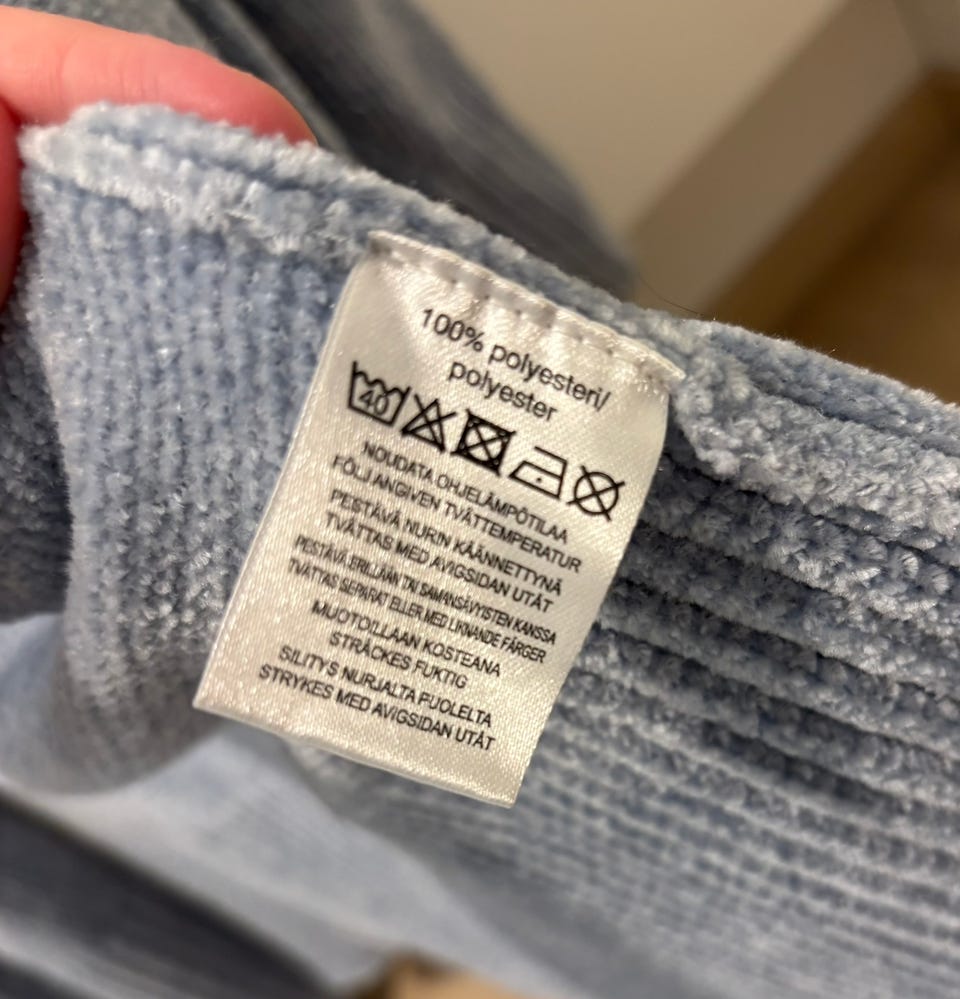 100% polyesteri/
polyester
40
NOUDATA OHJELÄMPÖTILAA
FÖLJ ANGIVEN TVÄTTEMPERATUR
PESTÄVÄ NURIN KÄÄNNETTYNÄ
TVÄTTAS MED AVIGSIDAN UTÅT
PESTÄVÄ ERILLÄÄN TAI SAMANSÄVYISTEN KANSSA
TVÄTTAS SEPARAT ELLER MED LIKNANDE FÄRGER
MUOTOILLAAN KOSTEANA
STRÄCKES FUKTIG
SILITYS NURJALTA PUOLELTA
STRYKES MED AVIGSIDAN UTÅT